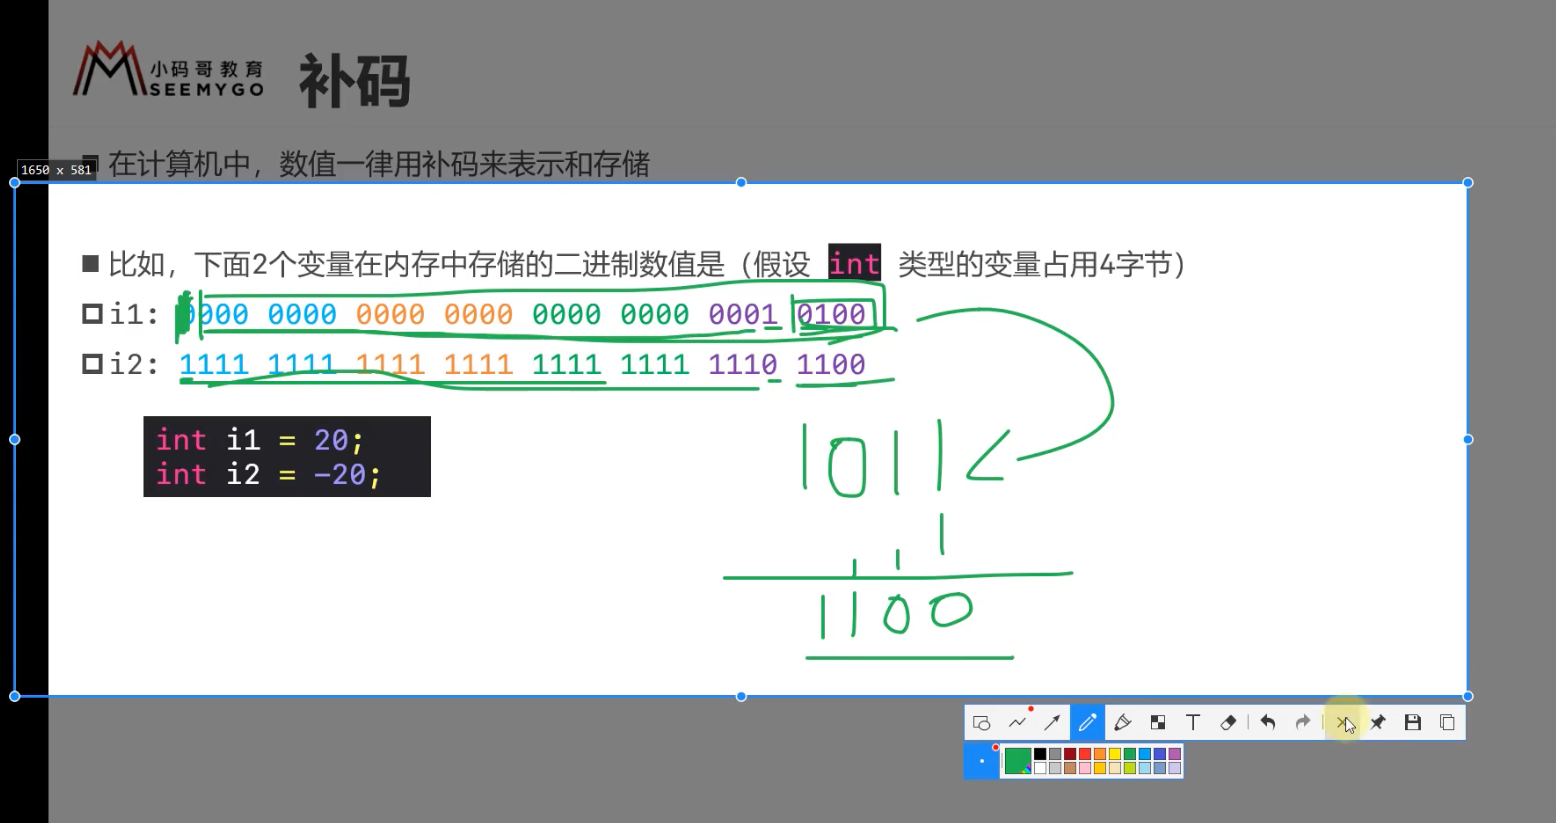 小码哥教育
SEEMYGO
补码
在计算机中，数值一律用补码来表示和存储
1650 x 581
比如，下面2个变量在内存中存储的二进制数值是（假设 int 类型的变量占用4字节）
i1: 0000 0000 0000 0000 0000 0000 0001 0100
i2: 1111 1111 1111 1111 1111 1111 1110 1100
int i1 = 20;
int i2 = -20;
1011
1
1 1
1100
T